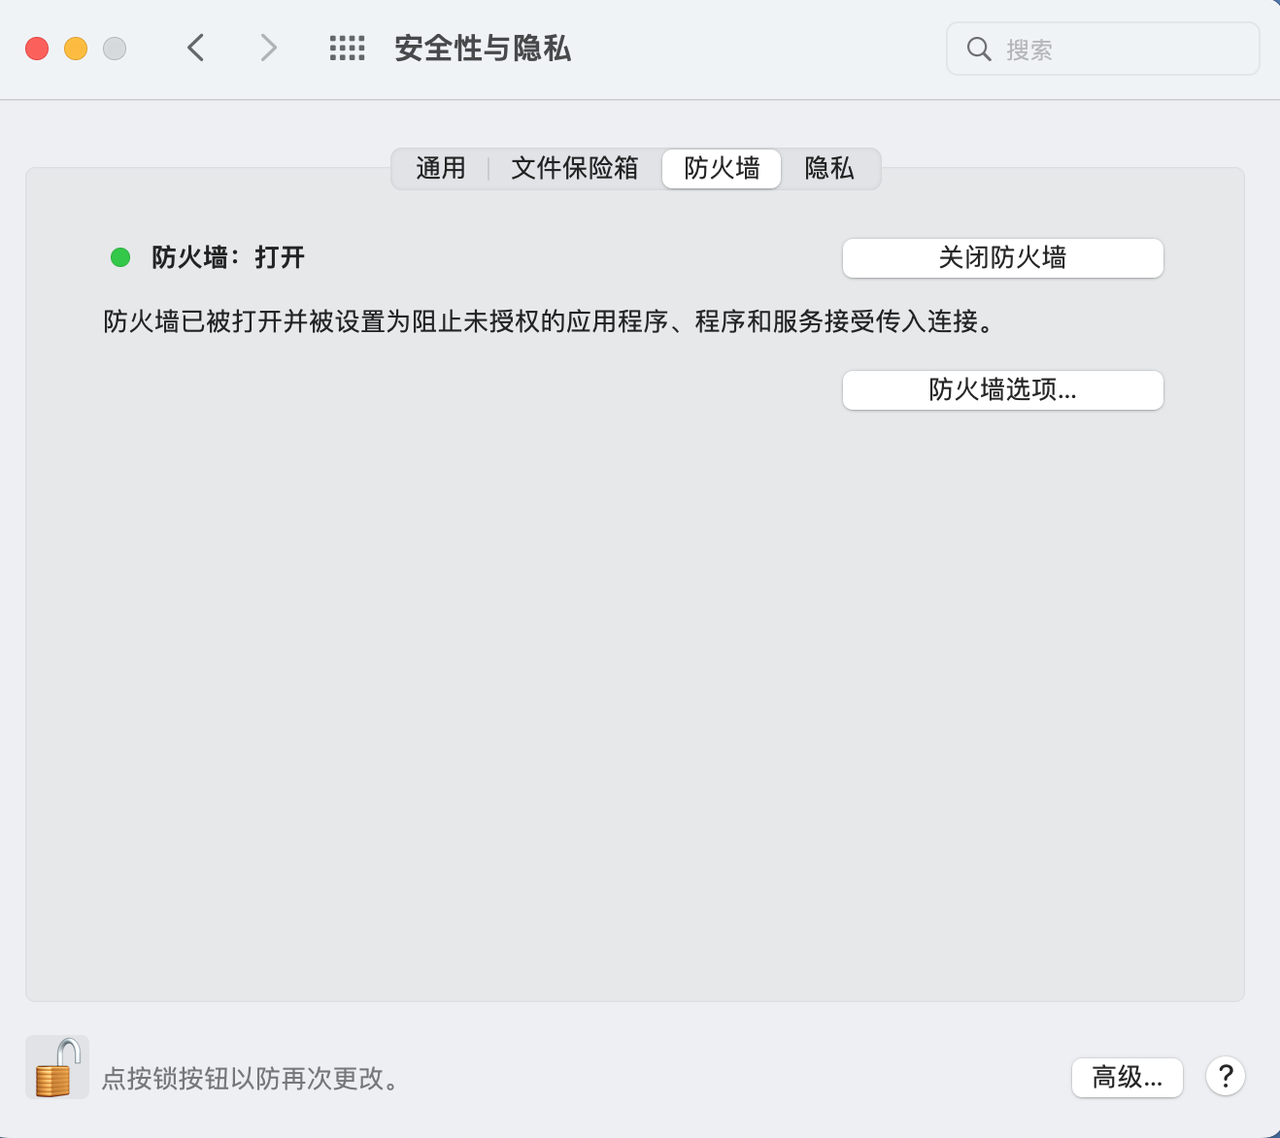 安全性与隐私
搜索
通用 文件保险箱 防火墙 隐私
防火墙：打开
关闭防火墙
防火墙已被打开并被设置为阻止未授权的应用程序、程序和服务接受传入连接。
防火墙选项...
点按锁按钮以防再次更改。
高级...
?